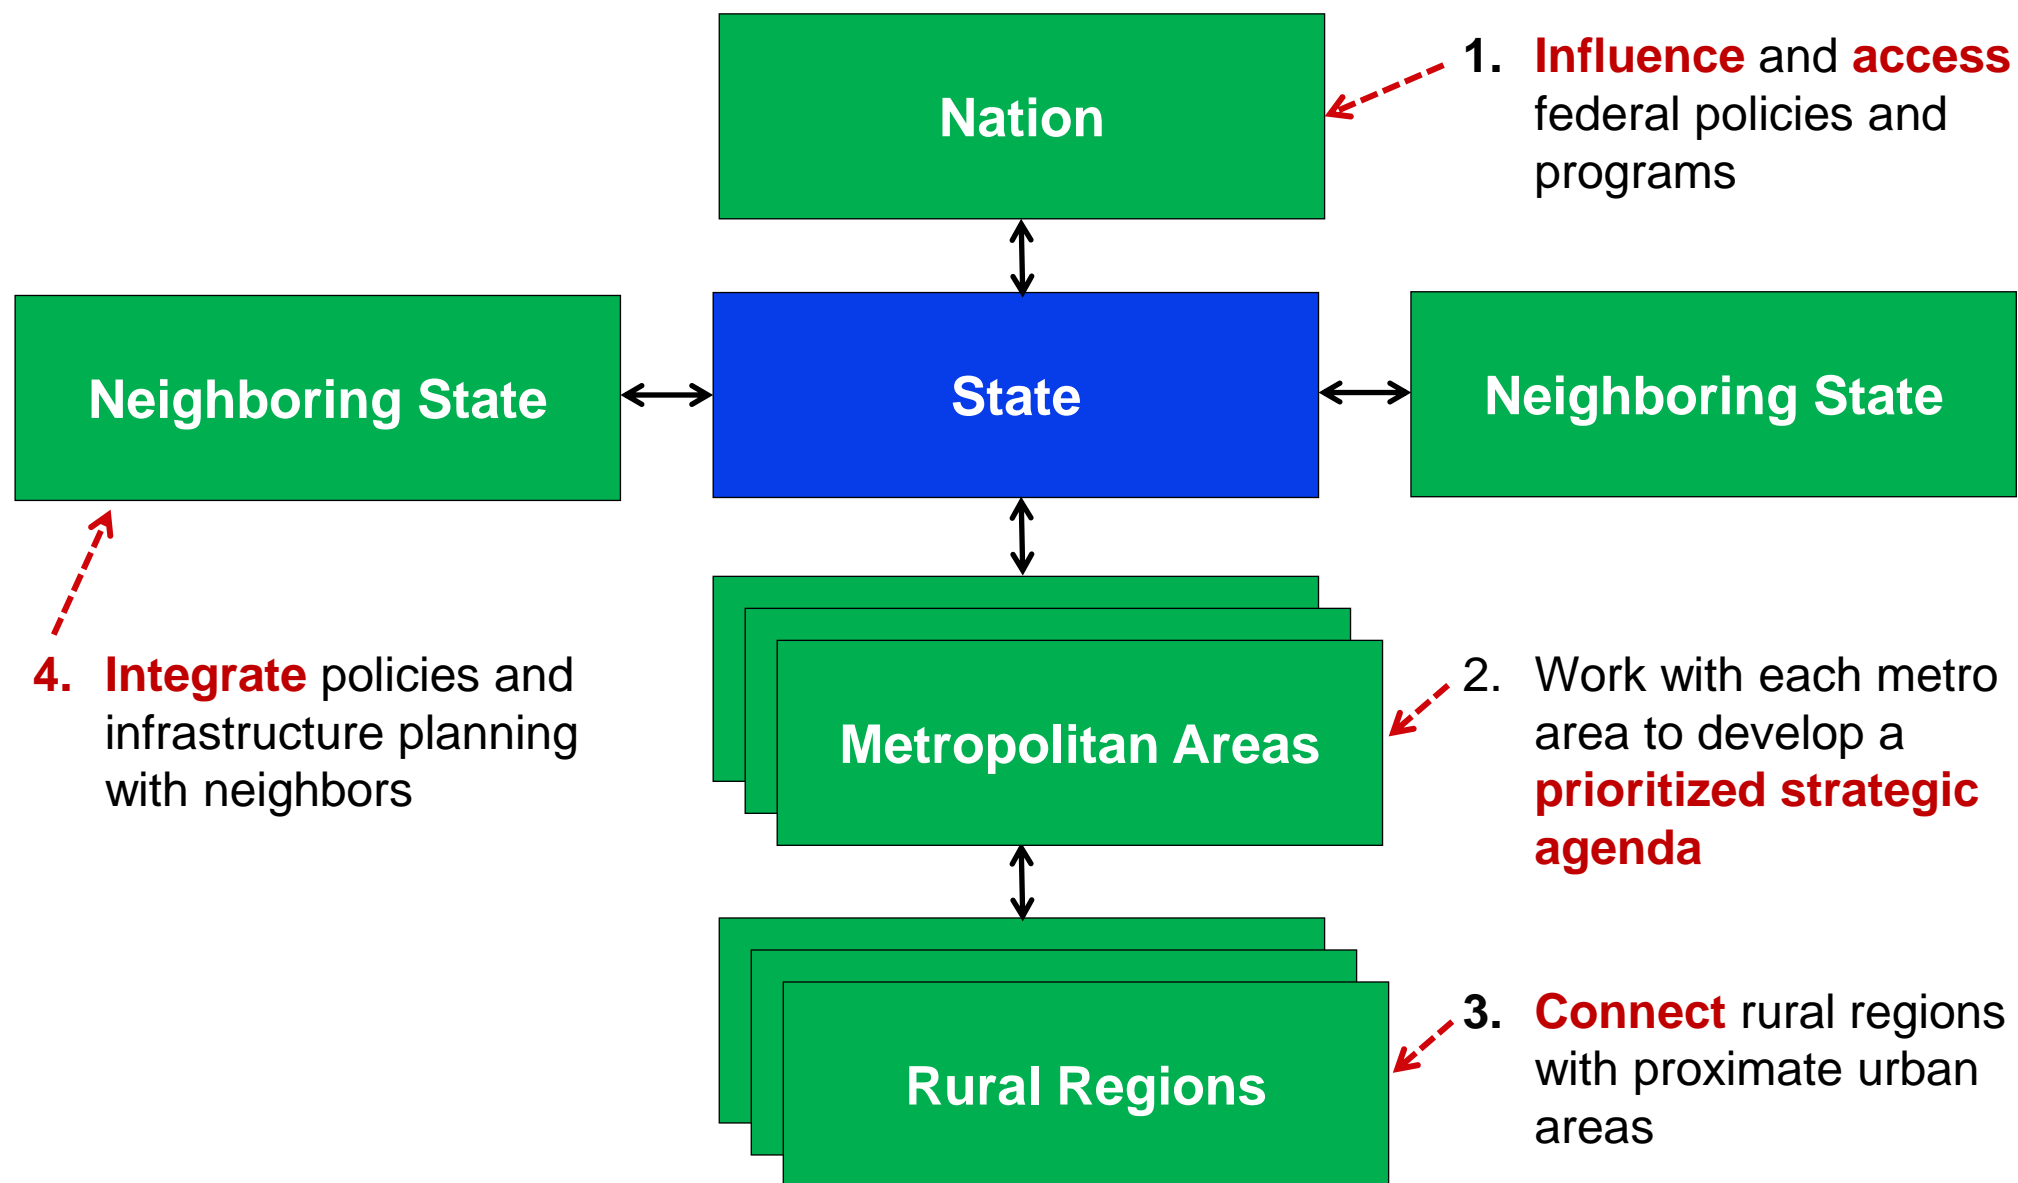 Nation
1. Influence and access
federal policies and
programs
Neighboring State
State
Neighboring State
4. Integrate policies and
infrastructure planning
with neighbors
Metropolitan Areas
2. Work with each metro
area to develop a
prioritized strategic
agenda
Rural Regions
3. Connect rural regions
with proximate urban
areas